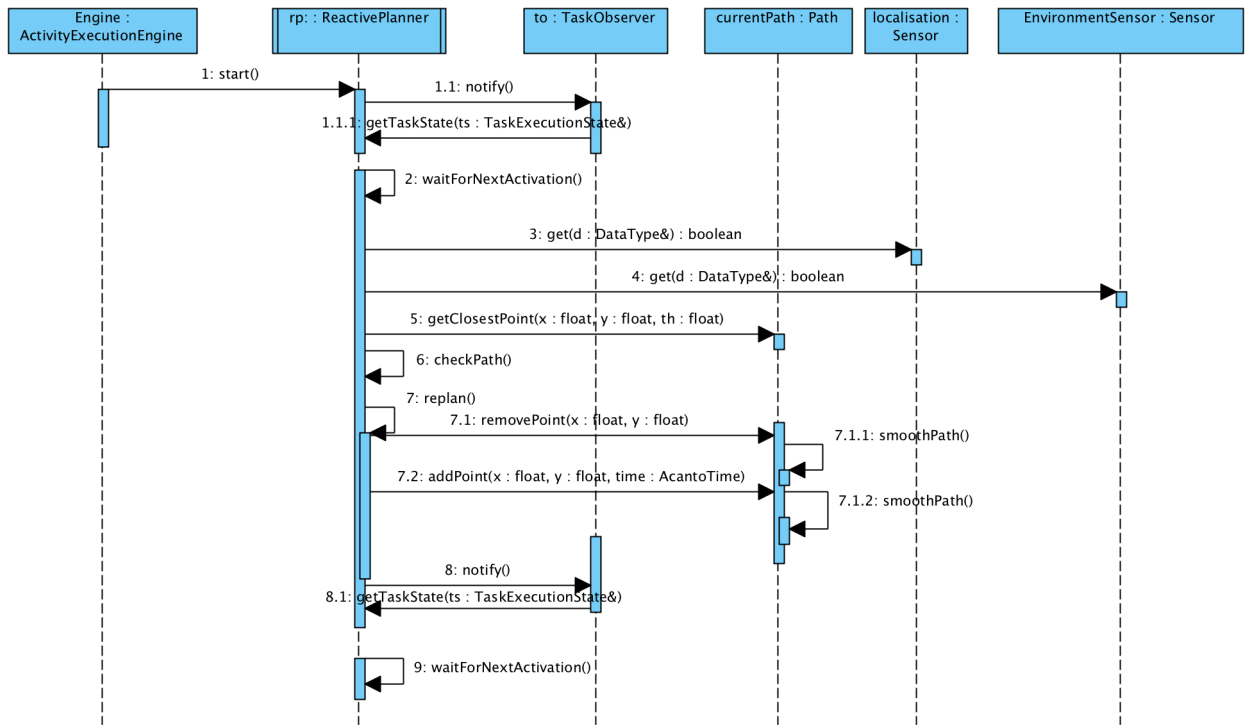 Engine :
ActivityExecutionEngine
rp: : ReactivePlanner
to : TaskObserver
currentPath : Path
localisation :
Sensor
EnvironmentSensor : Sensor
1: start()
1.1: notify()
1.1.1: getTaskState(ts : TaskExecutionState&)
2: waitForNextActivation()
3: get(d : DataType&) : boolean
4: get(d : DataType&) : boolean
5: getClosestPoint(x : float, y : float, th : float)
6: checkPath()
7: replan()
7.1: removePoint(x : float, y : float)
7.1.1: smoothPath()
7.2: addPoint(x : float, y : float, time : AcantoTime)
7.1.2: smoothPath()
8: notify()
8.1: getTaskState(ts : TaskExecutionState&)
9: waitForNextActivation()